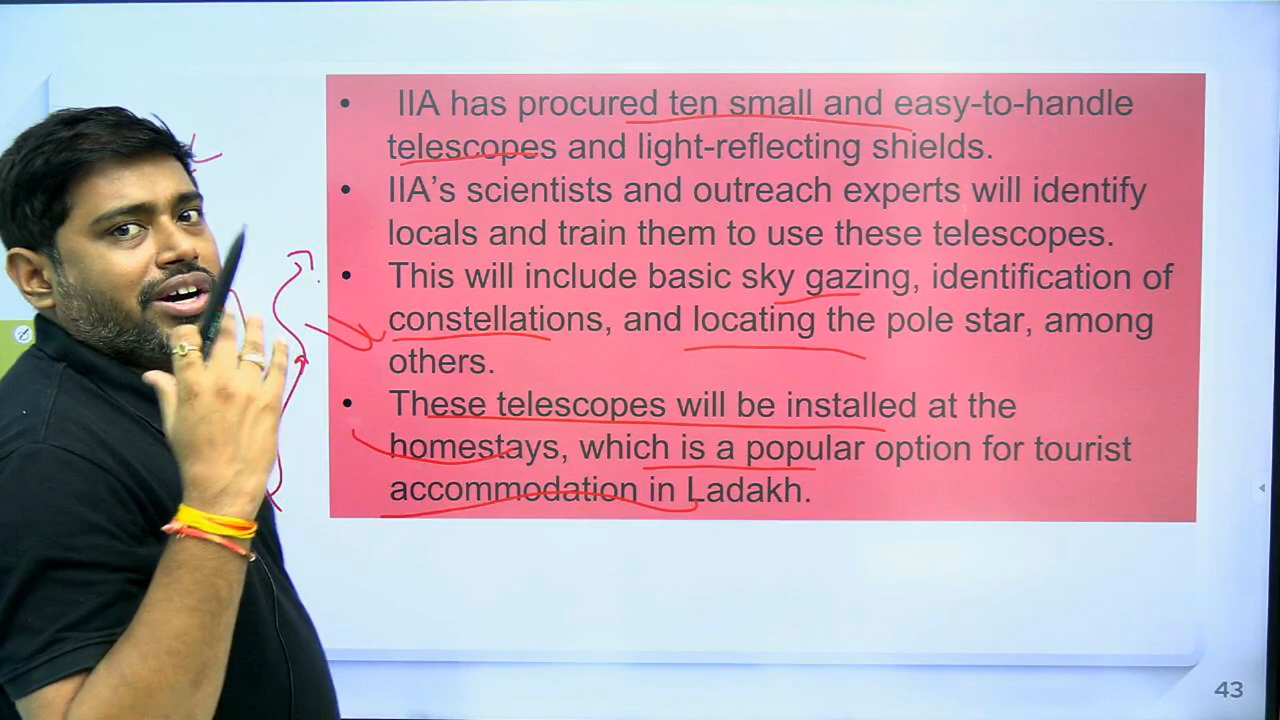 • IIA has procured ten small and easy-to-handle
telescopes and light-reflecting shields.
• IIA’s scientists and outreach experts will identify
locals and train them to use these telescopes.
• This will include basic sky gazing, identification of
constellations, and locating the pole star, among
others.
• These telescopes will be installed at the
homestays, which is a popular option for tourist
accommodation in Ladakh.
43